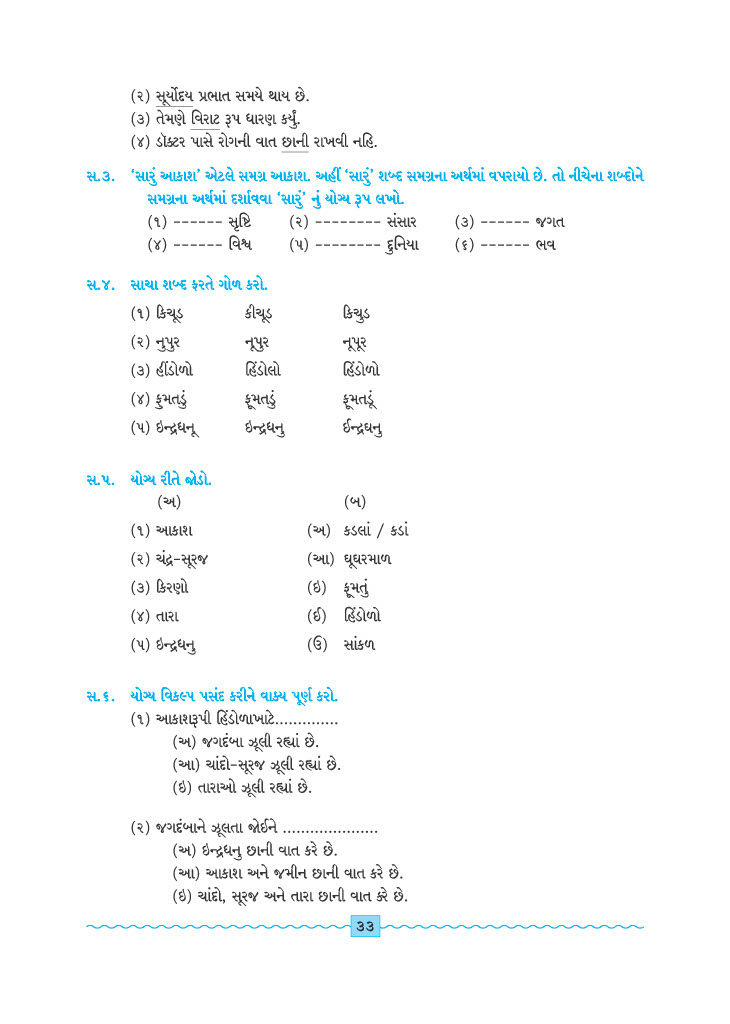 (૨) સૂર્યોદય પ્રભાત સમયે થાય છે.
(૩) તેમણે વિરાટ રૂપ ધારણ કર્યું.
(૪) ડૉક્ટર પાસે રોગની વાત છાની રાખવી નહિ.
સ.૩. ‘સારું આકાશ’ એટલે સમગ્ર આકાશ. અહીં ‘સારું’ શબ્દ સમગ્રના અર્થમાં વપરાયો છે. તો નીચેના શબ્દોને
સમગ્રના અર્થમાં દર્શાવવા ‘સારું’ નું યોગ્ય રૂપ લખો.
(૧) ------ સૃષ્ટિ (૨) -------- સંસાર (૩) ------ જગત
(૪) ------ વિશ્વ (૫) -------- દુનિયા (૬) ------ ભવ
સ.૪. સાચા શબ્દ ફરતે ગોળ કરો.
(૧) કિચૂડ કીચૂડ કિચુડ
(૨) નુપુર નૂપુર નૂપૂર
(૩) હીંડોળો હિંડોલો હિંડોળો
(૪) ફુમતડું ફૂમતડું ફૂમતડૂં
(૫) ઇન્દ્રધનૂ ઇન્દ્રધનુ ઈન્દ્રઘનુ
સ.૫. યોગ્ય રીતે જોડો.
(અ) (બ)
(૧) આકાશ (અ) કડલાં / કડાં
(૨) ચંદ્ર-સૂરજ (આ) ઘૂઘરમાળ
(૩) કિરણો (ઇ) ફૂમતું
(૪) તારા (ઈ) હિંડોળો
(૫) ઇન્દ્રધનુ (ઉ) સાંકળ
સ.૬. યોગ્ય વિકલ્પ પસંદ કરીને વાક્ય પૂર્ણ કરો.
(૧) આકાશરૂપી હિંડોળાખાટે..............
(અ) જગદંબા ઝૂલી રહ્યાં છે.
(આ) ચાંદો-સૂરજ ઝૂલી રહ્યાં છે.
(ઇ) તારાઓ ઝૂલી રહ્યાં છે.
(૨) જગદંબાને ઝૂલતા જોઈને .....................
(અ) ઇન્દ્રધનુ છાની વાત કરે છે.
(આ) આકાશ અને જમીન છાની વાત કરે છે.
(ઇ) ચાંદો, સૂરજ અને તારા છાની વાત કરે છે.
૩૩